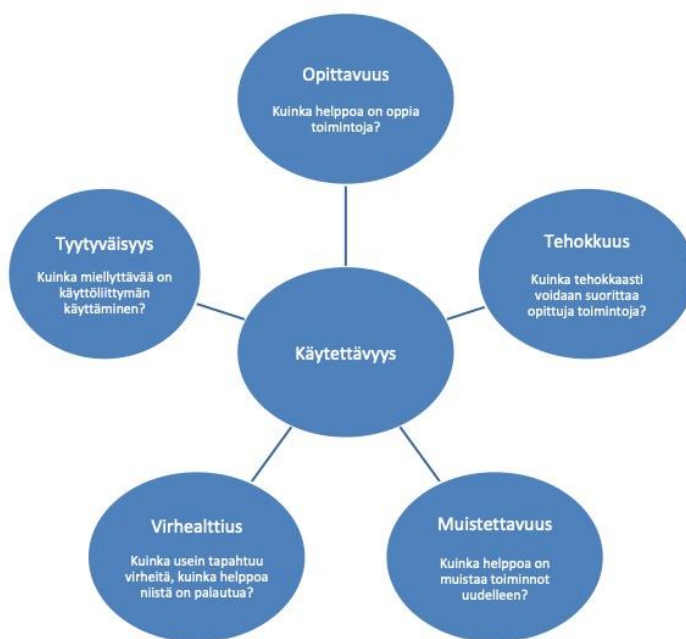 Opittavuus
Kuinka helppoa on oppia
toimintoja?
Tyytyväisyys
Kuinka miellyttävää on
käyttöliittymän
käyttäminen?
Tehokkuus
Kuinka tehokkaasti
voidaan suorittaa
opittuja toimintoja?
Käytettävyys
Virhealttius
Kuinka usein tapahtuu
virheitä, kuinka helppoa
niistä on palautua?
Muistettavuus
Kuinka helppoa on
muistaa toiminnot
uudelleen?